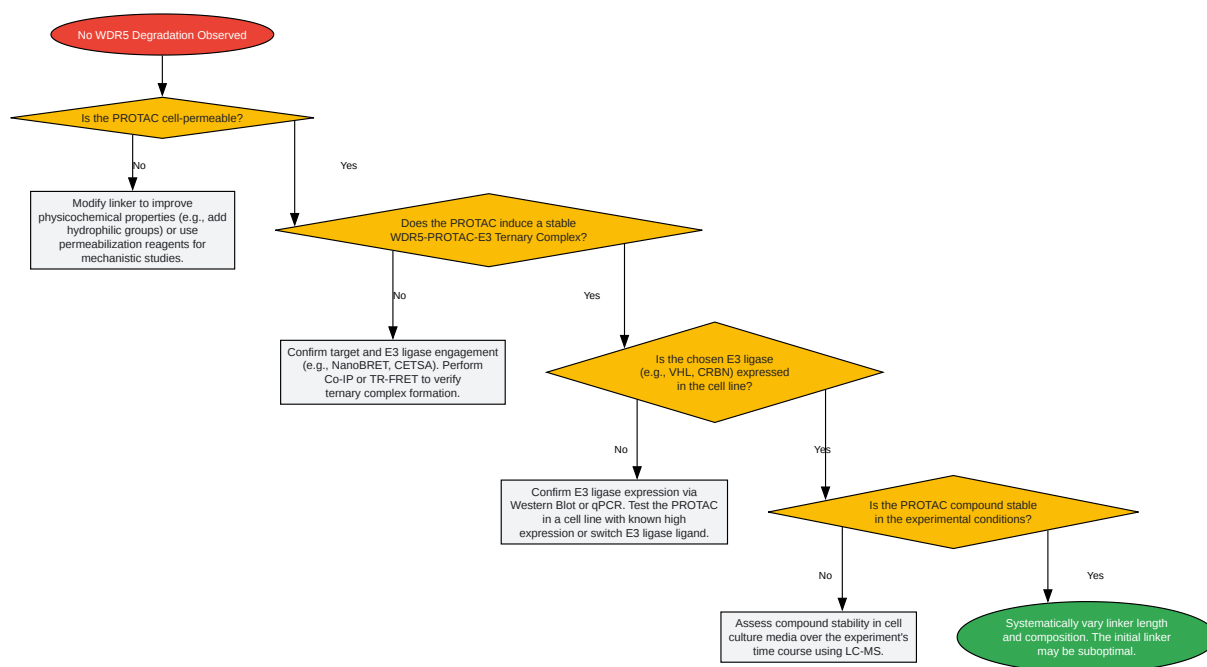 No WDR5 Degradation Observed
Is the PROTAC cell-permeable?
No
Yes
Modify linker to improve
physicochemical properties (e.g., add
hydrophilic groups) or use
permeabilization reagents for
mechanistic studies.
Does the PROTAC induce a stable
WDR5-PROTAC-E3 Ternary Complex?
No
Yes
Confirm target and E3 ligase engagement
(e.g., NanoBRET, CETSA). Perform
Co-IP or TR-FRET to verify
ternary complex formation.
Is the chosen E3 ligase
(e.g., VHL, CRBN) expressed
in the cell line?
No
Yes
Confirm E3 ligase expression via
Western Blot or qPCR. Test the PROTAC
in a cell line with known high
expression or switch E3 ligase ligand.
Is the PROTAC compound stable
in the experimental conditions?
No
Yes
Assess compound stability in cell
culture media over the experiment's
time course using LC-MS.
Systematically vary linker length
and composition. The initial linker
may be suboptimal.